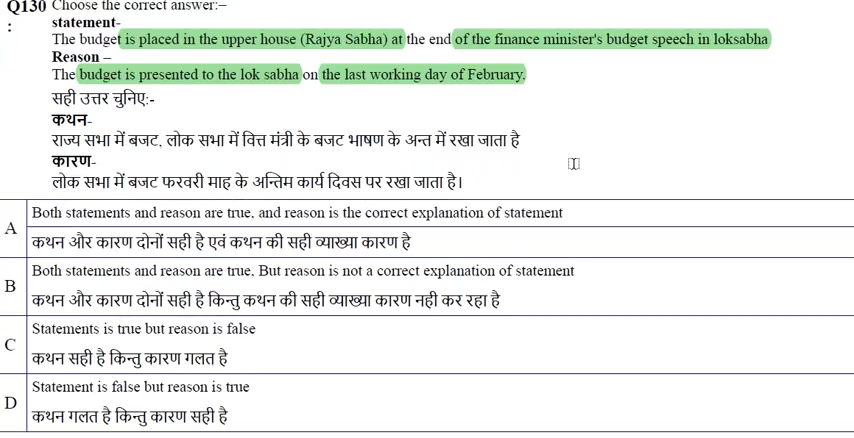 Q130 Choose the correct answer:–
: statement-
The budget is placed in the upper house (Rajya Sabha) at the end of the finance minister's budget speech in loksabha
Reason –
The budget is presented to the lok sabha on the last working day of February.
सही उत्तर चुनिए:-
कथन-
राज्य सभा में बजट, लोक सभा में वित्त मंत्री के बजट भाषण के अन्त में रखा जाता है
कारण-
लोक सभा में बजट फरवरी माह के अन्तिम कार्य दिवस पर रखा जाता है।
A
Both statements and reason are true, and reason is the correct explanation of statement
कथन और कारण दोनों सही है एवं कथन की सही व्याख्या कारण है
B
Both statements and reason are true, But reason is not a correct explanation of statement
कथन और कारण दोनों सही है किन्तु कथन की सही व्याख्या कारण नही कर रहा है
C
Statements is true but reason is false
कथन सही है किन्तु कारण गलत है
D
Statement is false but reason is true
कथन गलत है किन्तु कारण सही है